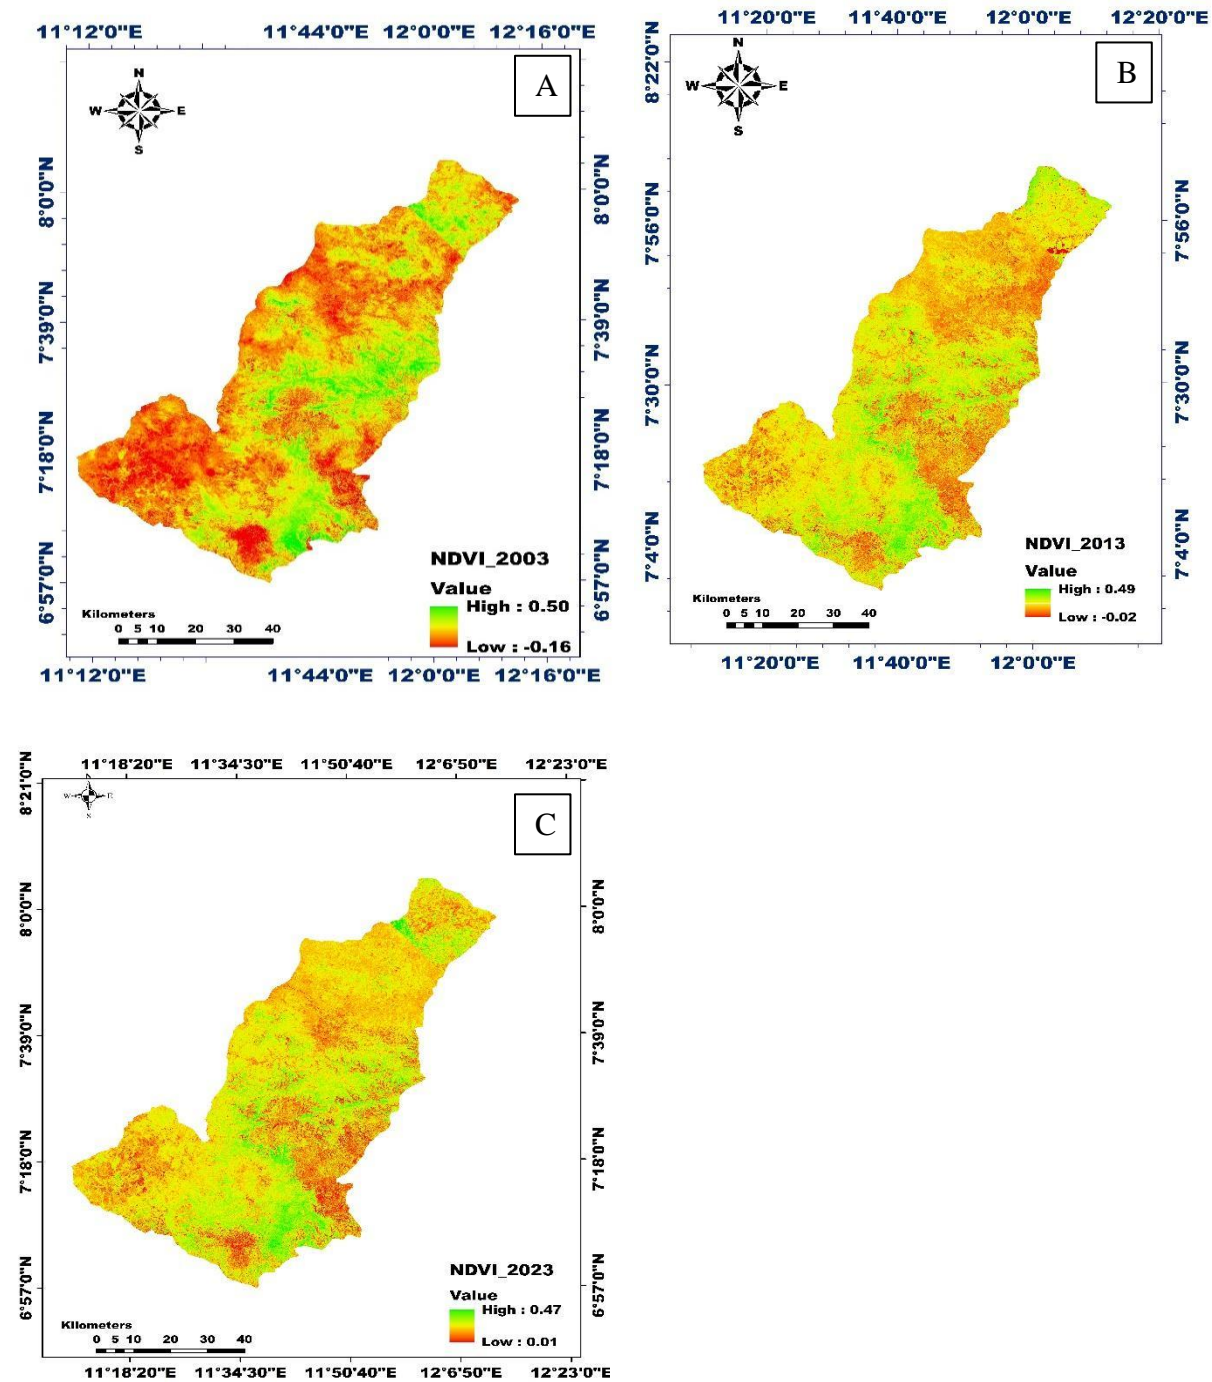 11°12'0"E 11°44'0"E 12°0'0"E 12°16'0"E
A
N
W E
S
8°0'0"N 8°0'0"N
7°39'0"N 7°39'0"N
7°18'0"N 7°18'0"N
6°57'0"N 6°57'0"N
NDVI_2003
Value
High : 0.50
Low : -0.16
Kilometers
0 5 10 20 30 40
11°12'0"E 11°44'0"E 12°0'0"E 12°16'0"E
11°20'0"E 11°40'0"E 12°0'0"E 12°20'0"E
B
N
W E
S
8°22'0"N
7°56'0"N 7°56'0"N
7°30'0"N 7°30'0"N
7°4'0"N 7°4'0"N
NDVI_2013
Value
High : 0.49
Low : -0.02
Kilometers
0 5 10 20 30 40
11°20'0"E 11°40'0"E 12°0'0"E
11°18'20"E 11°34'30"E 11°50'40"E 12°6'50"E 12°23'0"E
C
N
W E
S
8°21'0"N
8°0'0"N 8°0'0"N
7°39'0"N 7°39'0"N
7°18'0"N 7°18'0"N
6°57'0"N 6°57'0"N
NDVI_2023
Value
High : 0.47
Low : 0.01
Kilometers
0 5 10 20 30 40
11°18'20"E 11°34'30"E 11°50'40"E 12°6'50"E 12°23'0"E